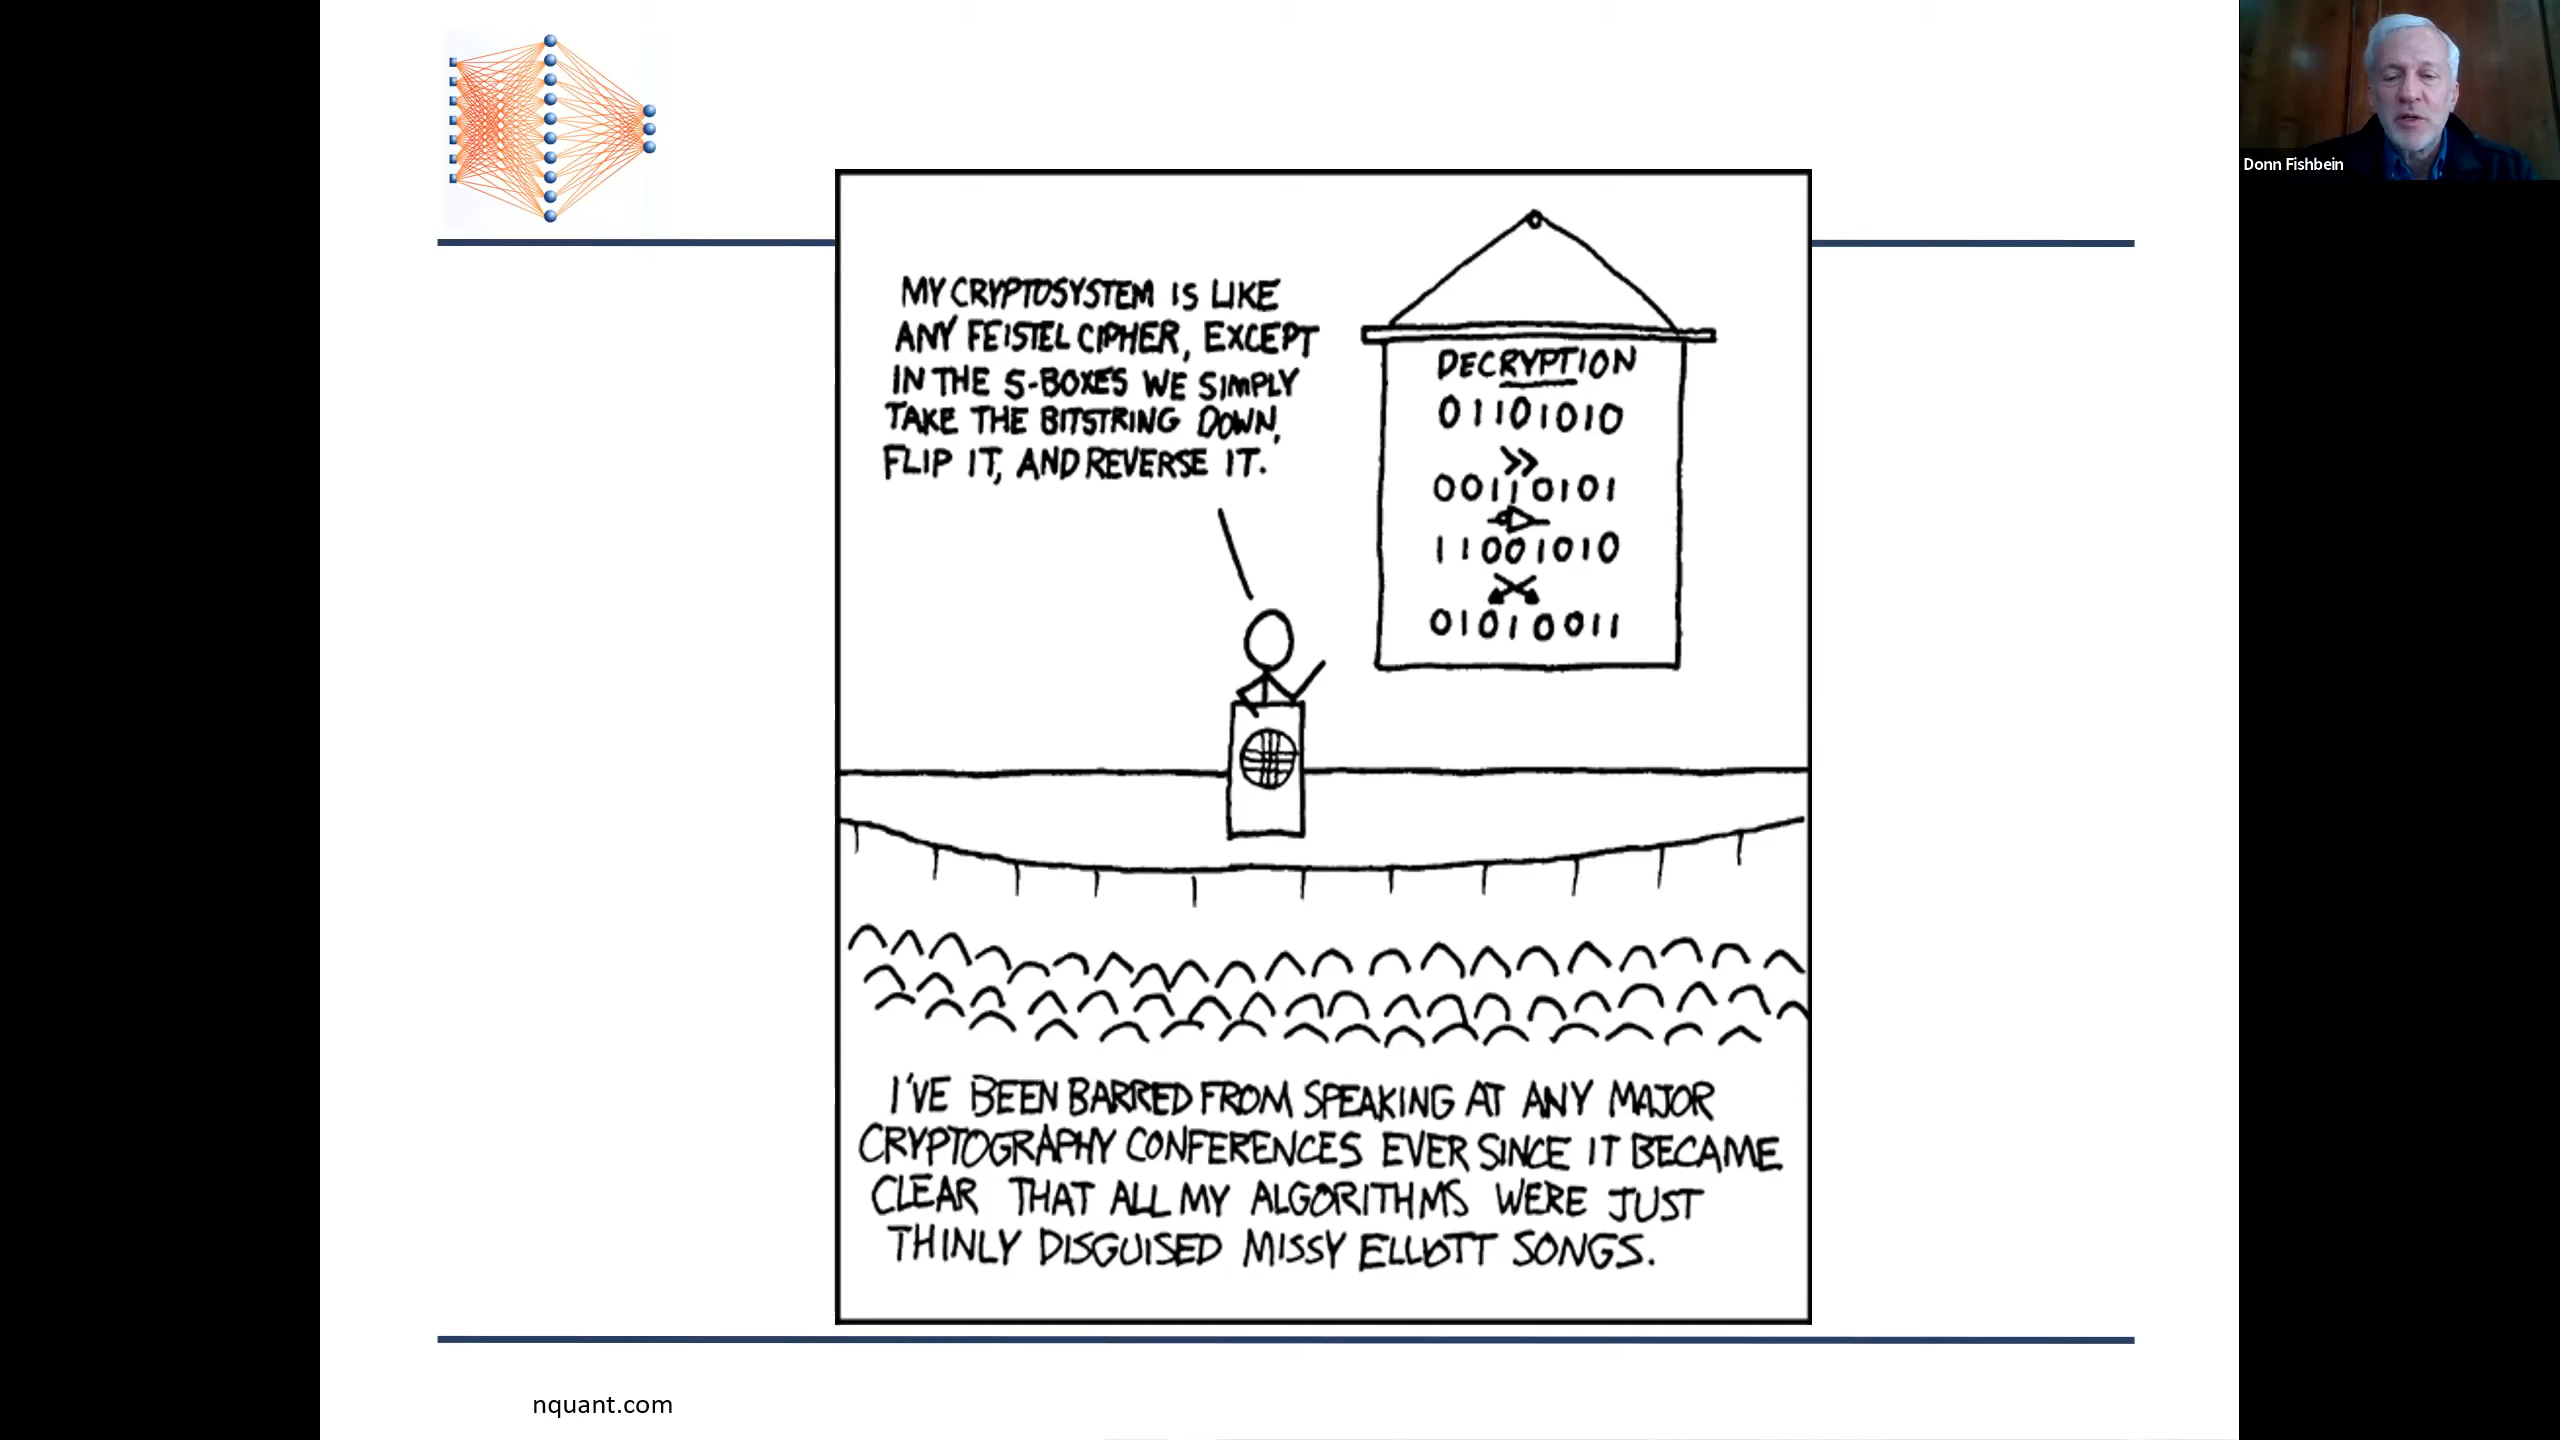 Donn Fishbein
MY CRYPTOSYSTEM IS LIKE
ANY FEISTEL CIPHER, EXCEPT
IN THE S-BOXES WE SIMPLY
TAKE THE BITSTRING DOWN,
FLIP IT, AND REVERSE IT.
DECRYPTION
01101010
>>
00110101
11001010
01010011
I'VE BEEN BARRED FROM SPEAKING AT ANY MAJOR
CRYPTOGRAPHY CONFERENCES EVER SINCE IT BECAME
CLEAR THAT ALL MY ALGORITHMS WERE JUST
THINLY DISGUISED MISSY ELLIOTT SONGS.
nquant.com